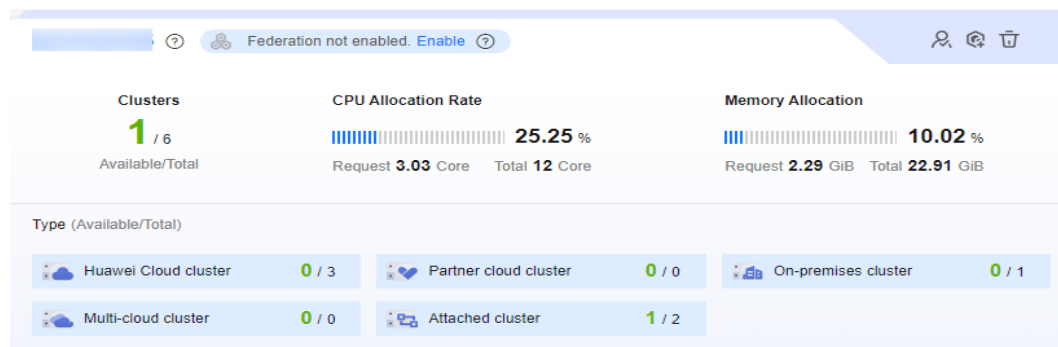 Federation not enabled. Enable
Clusters
1 / 6
Available/Total
CPU Allocation Rate
25.25 %
Request 3.03 Core Total 12 Core
Memory Allocation
10.02 %
Request 2.29 GiB Total 22.91 GiB
Type (Available/Total)
Huawei Cloud cluster 0 / 3
Partner cloud cluster 0 / 0
On-premises cluster 0 / 1
Multi-cloud cluster 0 / 0
Attached cluster 1 / 2